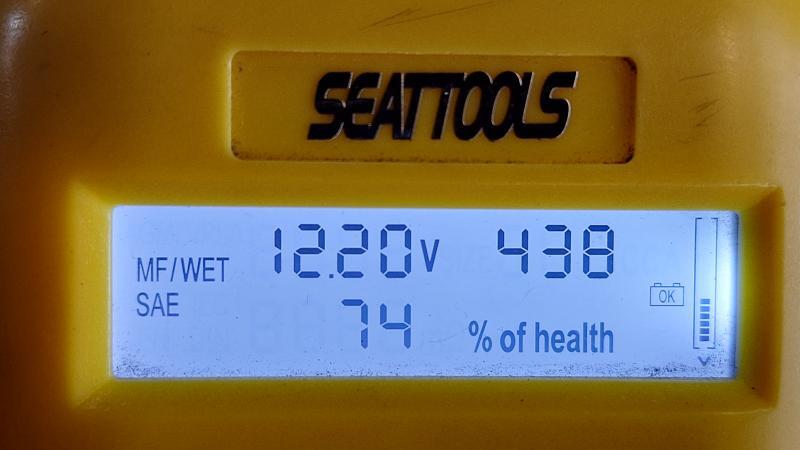 SEATTOOLS
MF/WET 12.20V 438
SAE 74 % of health
OK